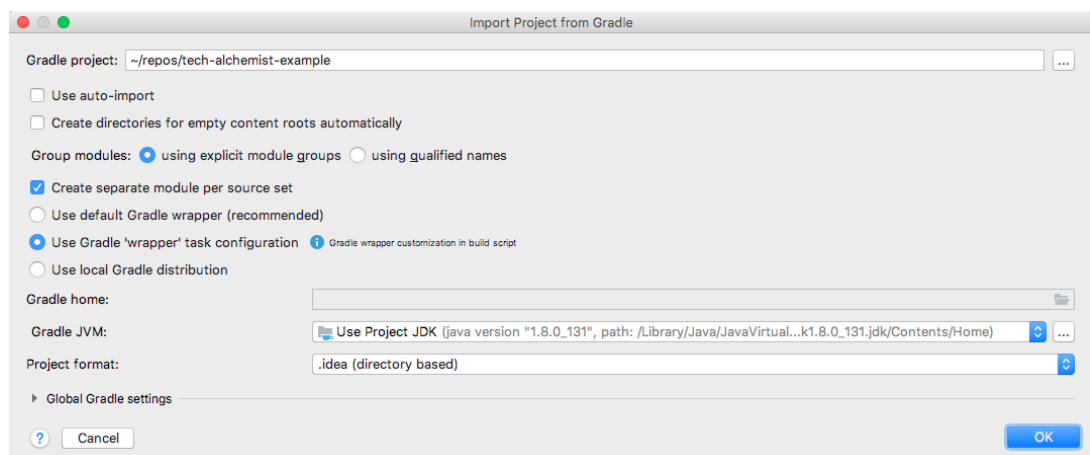 Import Project from Gradle
Gradle project: ~/repos/tech-alchemist-example ...
Use auto-import
Create directories for empty content roots automatically
Group modules: using explicit module groups using qualified names
Create separate module per source set
Use default Gradle wrapper (recommended)
Use Gradle 'wrapper' task configuration i Gradle wrapper customization in build script
Use local Gradle distribution
Gradle home:
Gradle JVM: Use Project JDK (java version "1.8.0_131", path: /Library/Java/JavaVirtual...k1.8.0_131.jdk/Contents/Home) ...
Project format: .idea (directory based)
Global Gradle settings
? Cancel OK